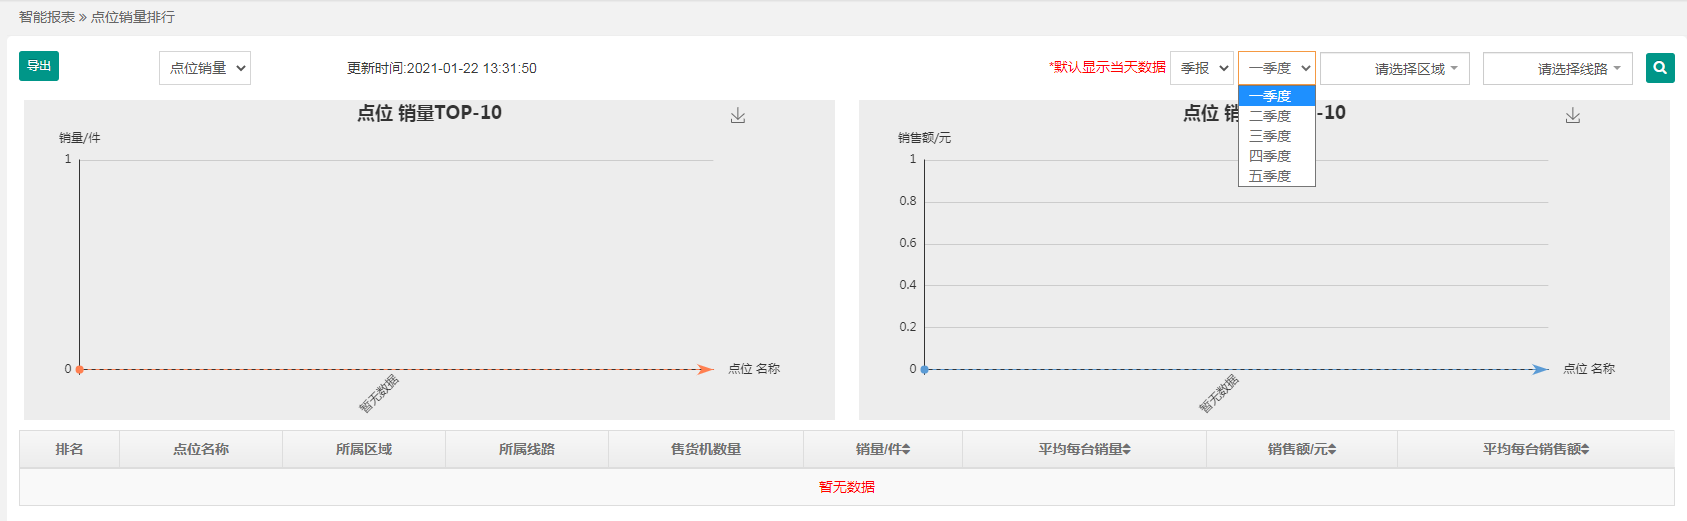 智能报表 » 点位销量排行
导出
点位销量
更新时间:2021-01-22 13:31:50
*默认显示当天数据
季报
一季度
请选择区域
请选择线路
一季度
二季度
三季度
四季度
五季度
点位 销量TOP-10
销量/件
1
0
点位 名称
暂无数据
点位 销
-10
销售额/元
1
0.8
0.6
0.4
0.2
0
点位 名称
暂无数据
排名 点位名称 所属区域 所属线路 售货机数量 销量/件 平均每台销量 销售额/元 平均每台销售额
暂无数据